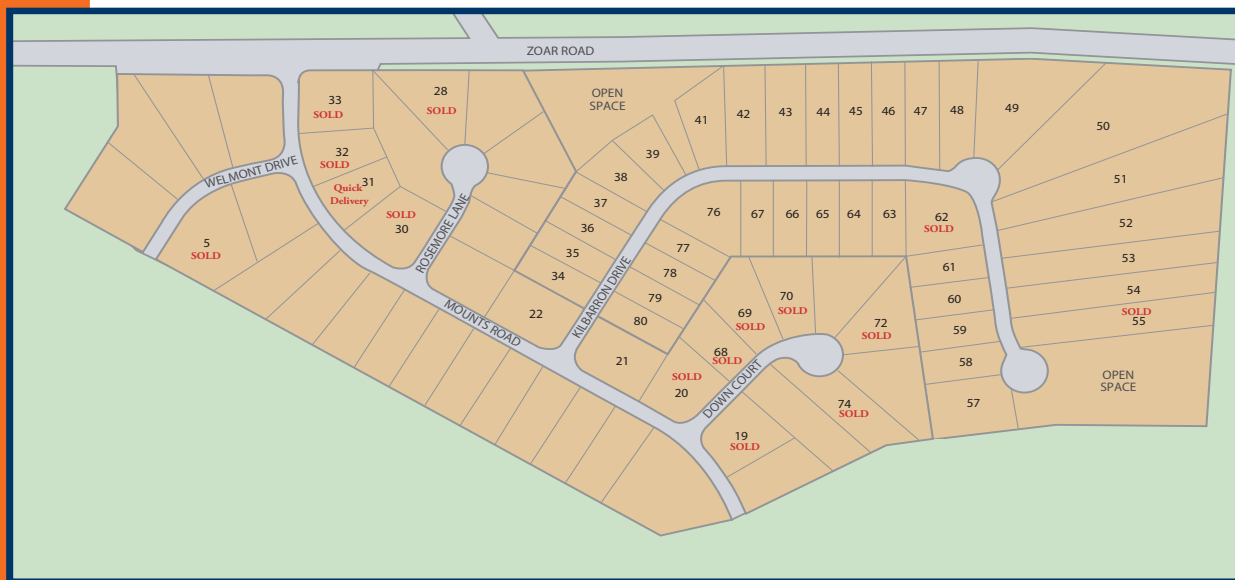 ZOAR ROAD
OPEN
SPACE
33
SOLD
28
SOLD
32
SOLD
31
Quick
Delivery
SOLD
30
WELMONT DRIVE
5
SOLD
ROSEMORE LANE
MOUNTS ROAD
41
42
43
44
45
46
47
48
49
50
51
52
53
54
SOLD
55
39
38
37
36
35
34
22
KILBARRON DRIVE
76
67
66
65
64
63
62
SOLD
77
78
79
80
21
61
60
59
58
57
OPEN
SPACE
69
SOLD
70
SOLD
72
SOLD
68
SOLD
SOLD
20
DOWN COURT
74
SOLD
19
SOLD